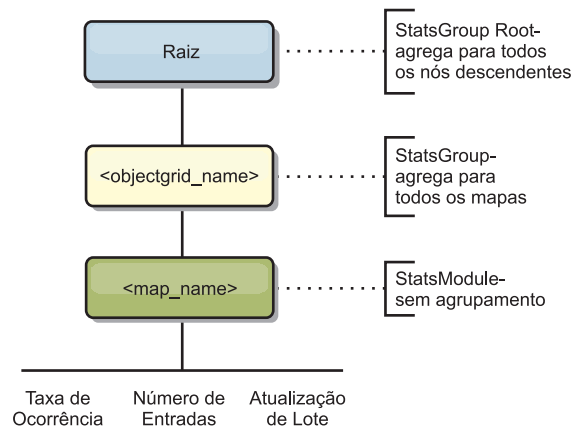 Raiz
StatsGroup Root-
agrega para todos
os nós descendentes
<objectgrid_name>
StatsGroup-
agrega para
todos os mapas
<map_name>
StatsModule-
sem agrupamento
Taxa de
Ocorrência
Número de
Entradas
Atualização
de Lote